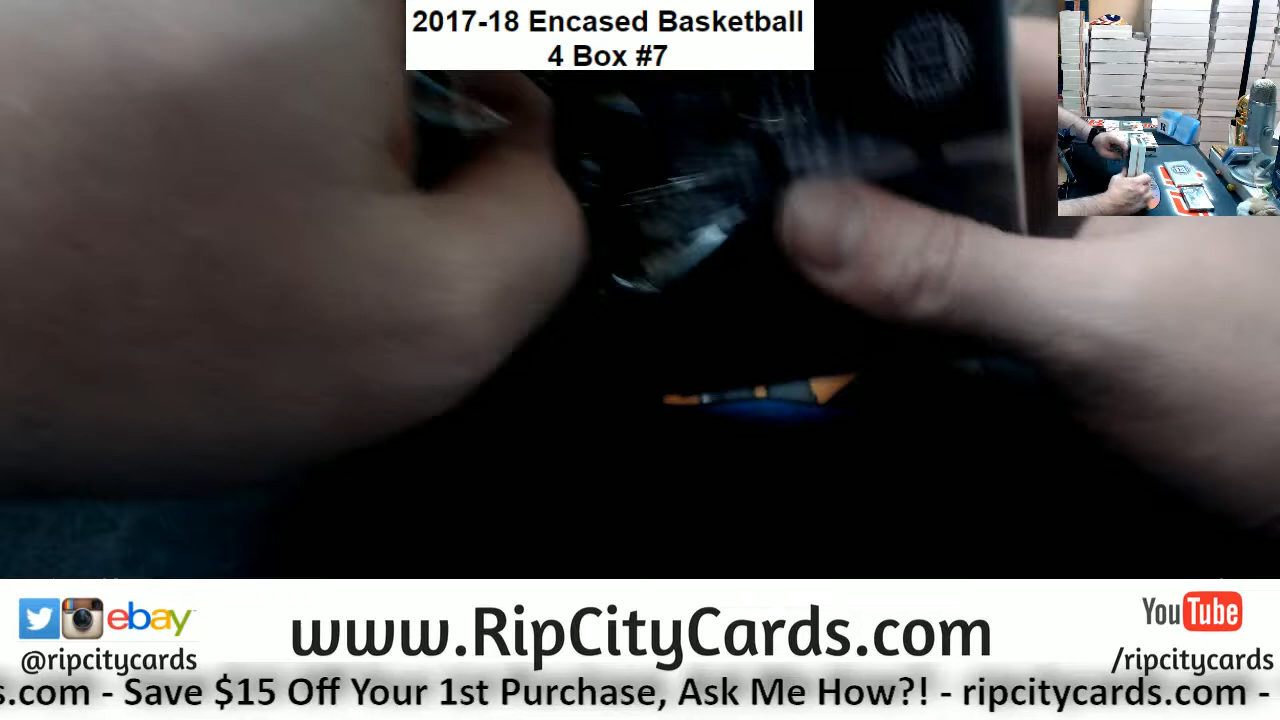 2017-18 Encased Basketball
4 Box #7
ebay
@ripcitycards
www.RipCityCards.com
YouTube
/ripcitycards
s.com - Save $15 Off Your 1st Purchase, Ask Me How?! - ripcitycards.com -